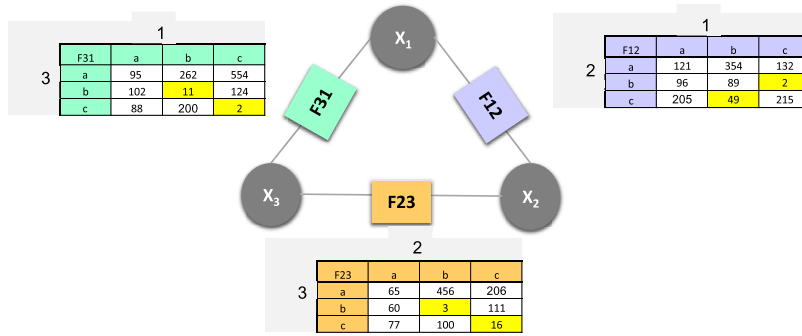 1
3
F31 a b c
a 95 262 554
b 102 11 124
c 88 200 2
X1
F31
F12
1
2
F12 a b c
a 121 354 132
b 96 89 2
c 205 49 215
X3
F23
X2
2
3
F23 a b c
a 65 456 206
b 60 3 111
c 77 100 16